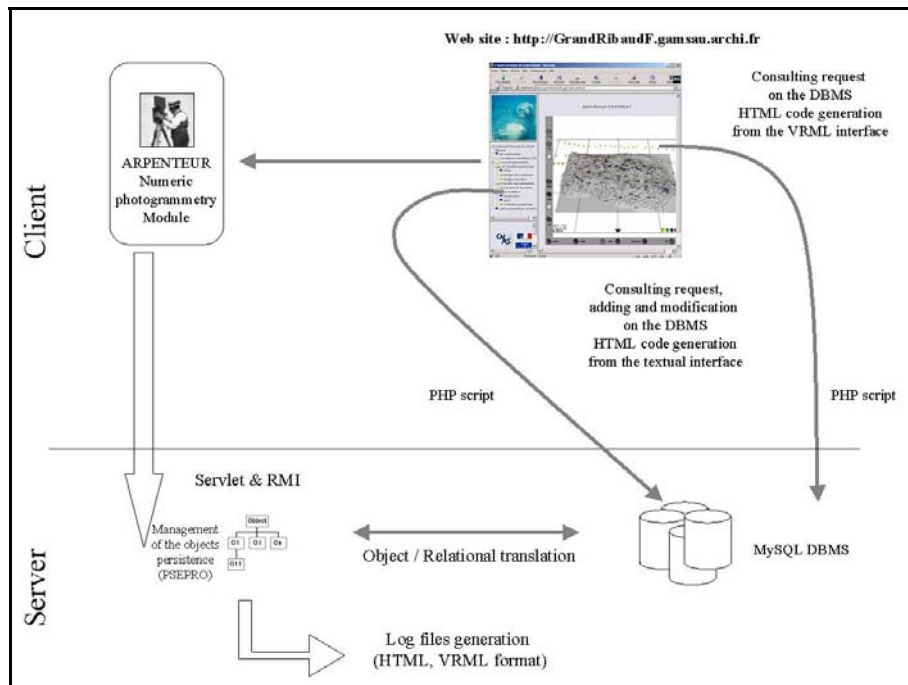 Web site : http://GrandRibaudF.gamsau.archi.fr
Consulting request
on the DBMS
HTML code generation
from the VRML interface
ARPENTEUR
Numeric
photogrammetry
Module
Client
Consulting request,
adding and modification
on the DBMS
HTML code generation
from the textual interface
PHP script
PHP script
Server
Servlet & RMI
Management
of the objects
persistence
(PSEPRO)
Object
O11
Object / Relational translation
MySQL DBMS
Log files generation
(HTML, VRML format)